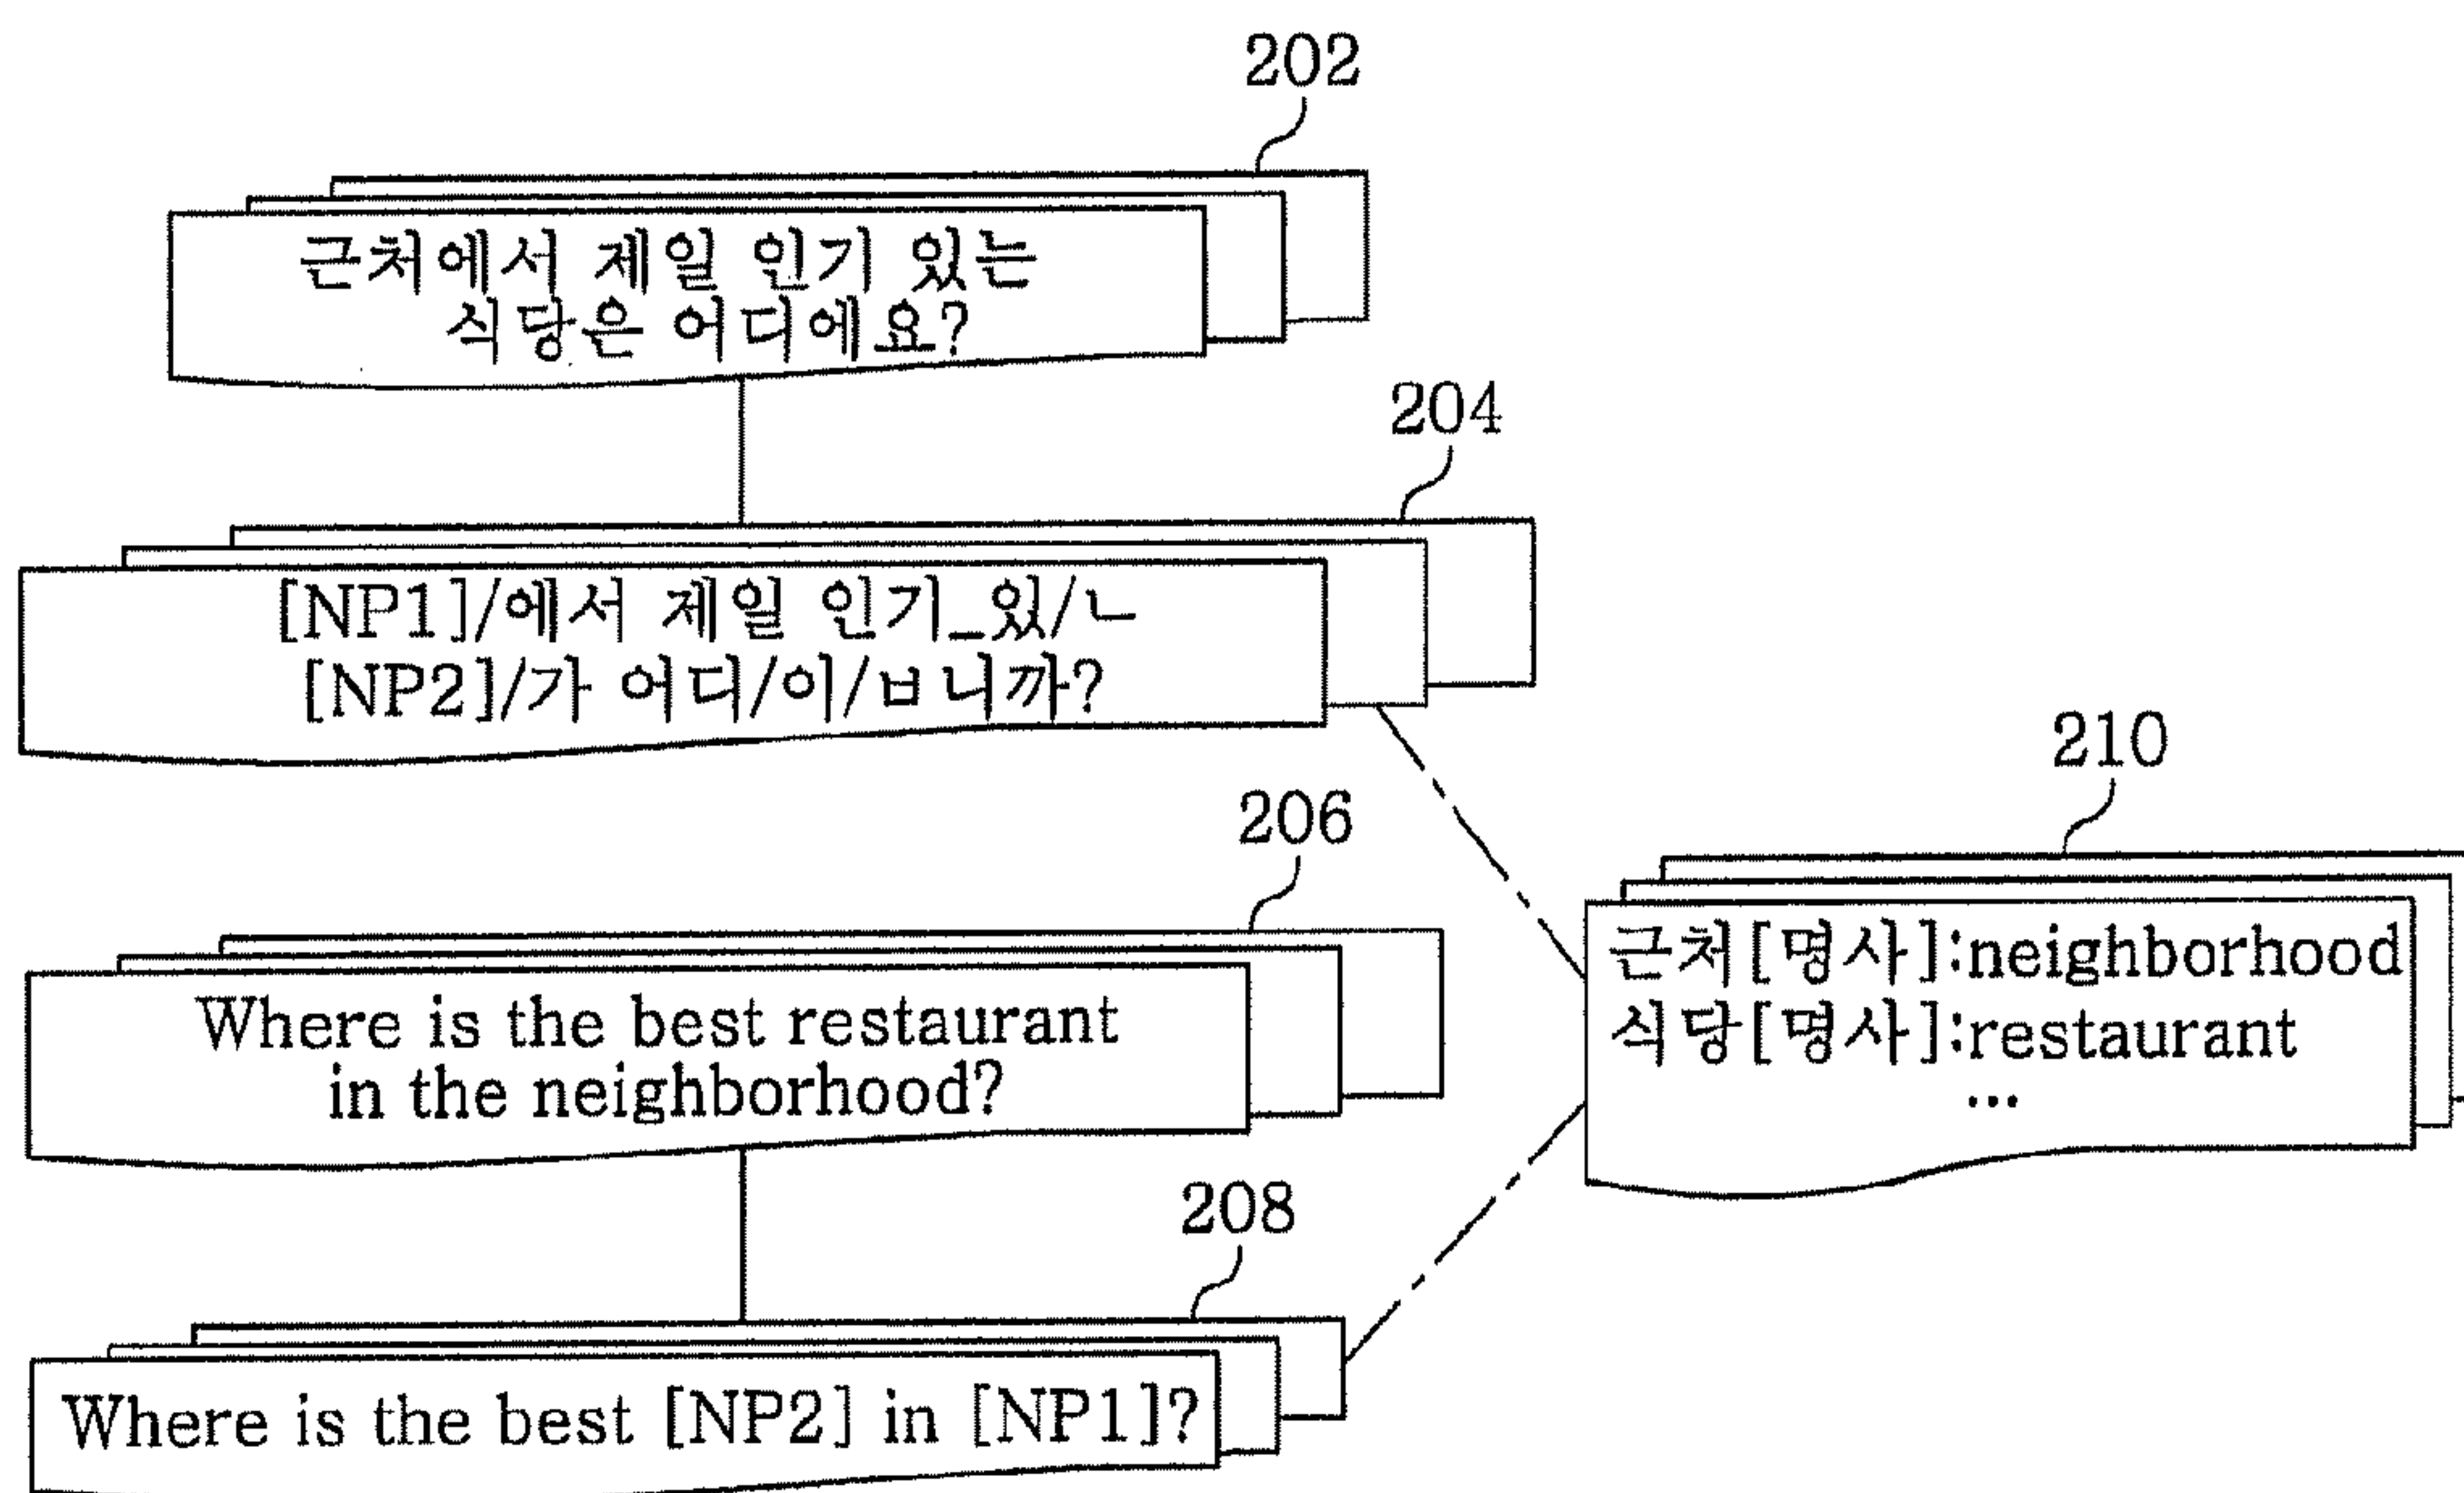 202
근처에서 제일 인기 있는
식당은 어디에요?
204
[NP1]/에서 제일 인기_있/ㄴ
[NP2]/가 어디/이/ㅂ니까?
206
Where is the best restaurant
in the neighborhood?
208
Where is the best [NP2] in [NP1]?
210
근처[명사]:neighborhood
식당[명사]:restaurant
...